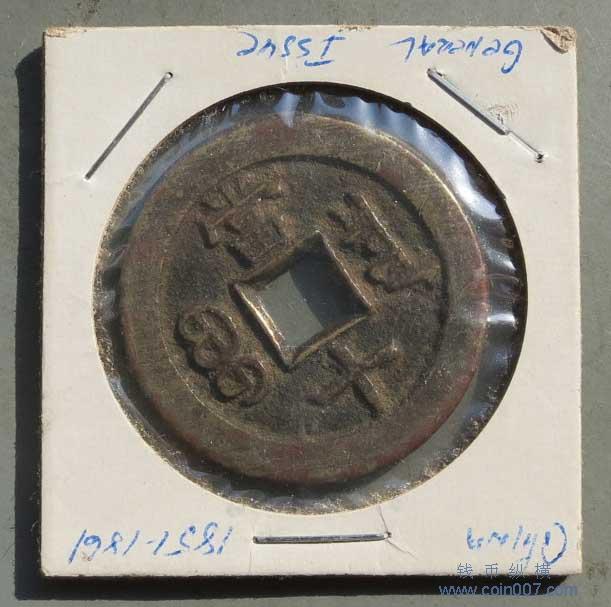 China 1851-1861
當
十
GENERAL ISSUE
钱币纵横
www.coin007.com